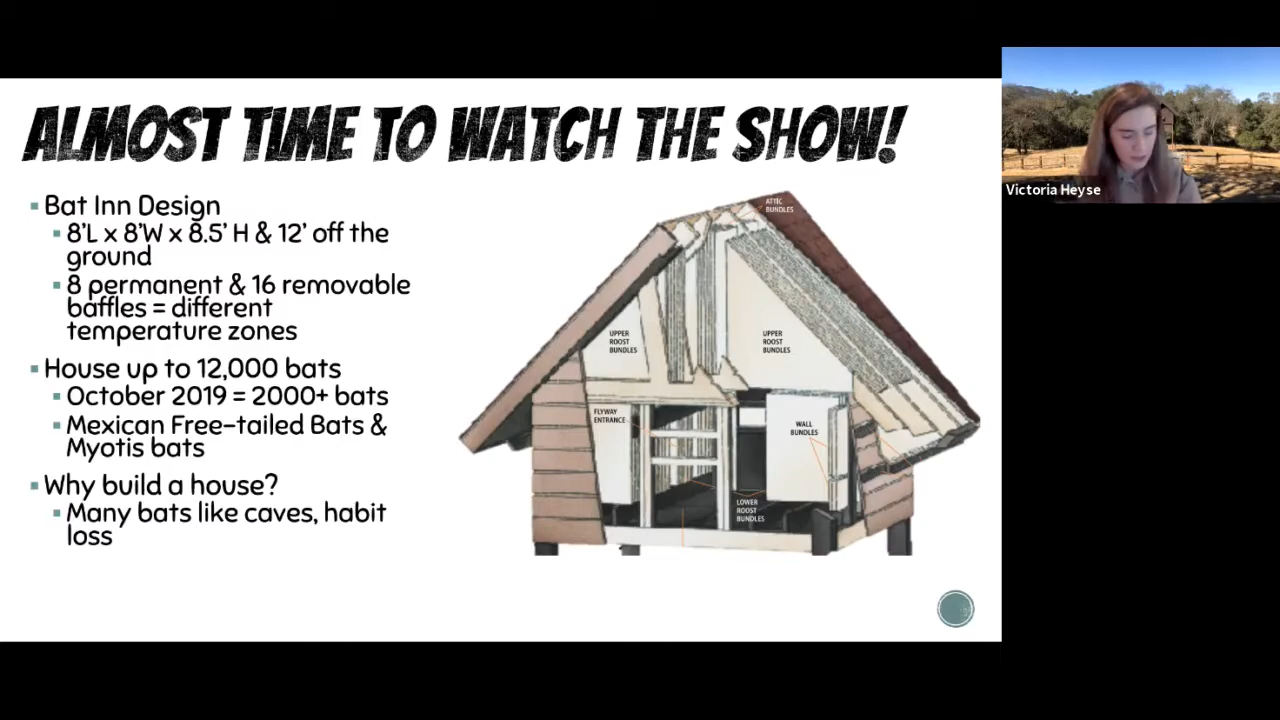 ALMOST TIME TO WATCH THE SHOW!
Victoria Heyse
▪ Bat Inn Design
▪ 8'L x 8'W x 8.5' H & 12' off the
ground
▪ 8 permanent & 16 removable
baffles = different
temperature zones
▪ House up to 12,000 bats
▪ October 2019 = 2000+ bats
▪ Mexican Free-tailed Bats &
Myotis bats
▪ Why build a house?
▪ Many bats like caves, habit
loss
ATTIC
BUNDLES
UPPER
ROOST
BUNDLES
UPPER
ROOST
BUNDLES
FLYWAY
ENTRANCE
WALL
BUNDLES
LOWER
ROOST
BUNDLES